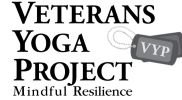 VETERANS
YOGA
PROJECT
VYP
Mindful Resilience